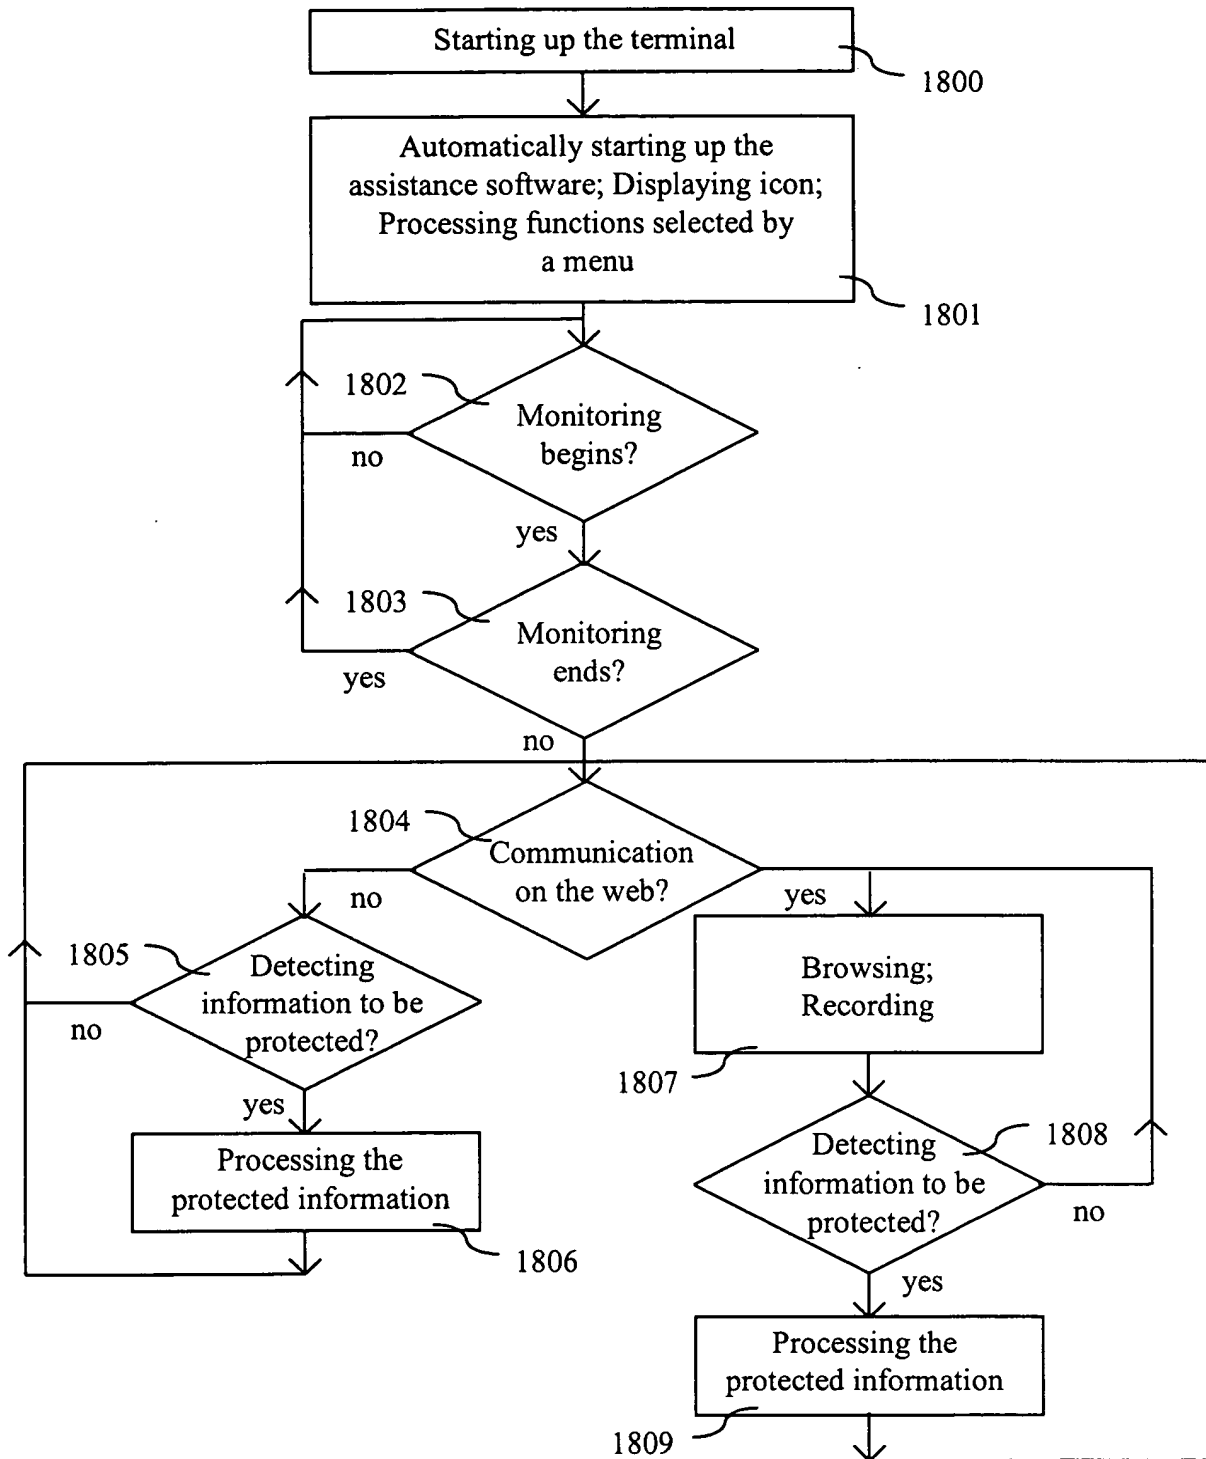 Starting up the terminal
1800
Automatically starting up the
assistance software; Displaying icon;
Processing functions selected by
a menu
1801
1802
Monitoring
begins?
no
yes
1803
Monitoring
ends?
yes
no
1804
Communication
on the web?
no
yes
1805
Detecting
information to be
protected?
no
yes
Processing the
protected information
1806
Browsing;
Recording
1807
1808
Detecting
information to be
protected?
no
yes
Processing the
protected information
1809